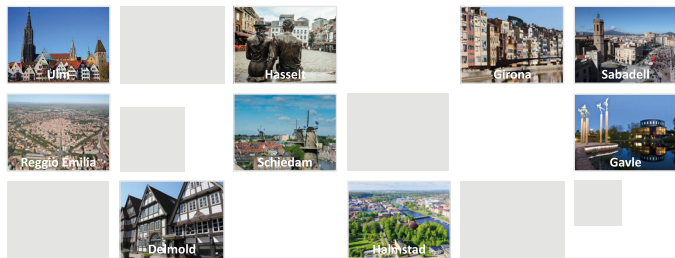 Ulm
Hasselt
Girona
Sabadell
Reggio Emilia
Schiedam
Gavle
Detmold
Halmstad